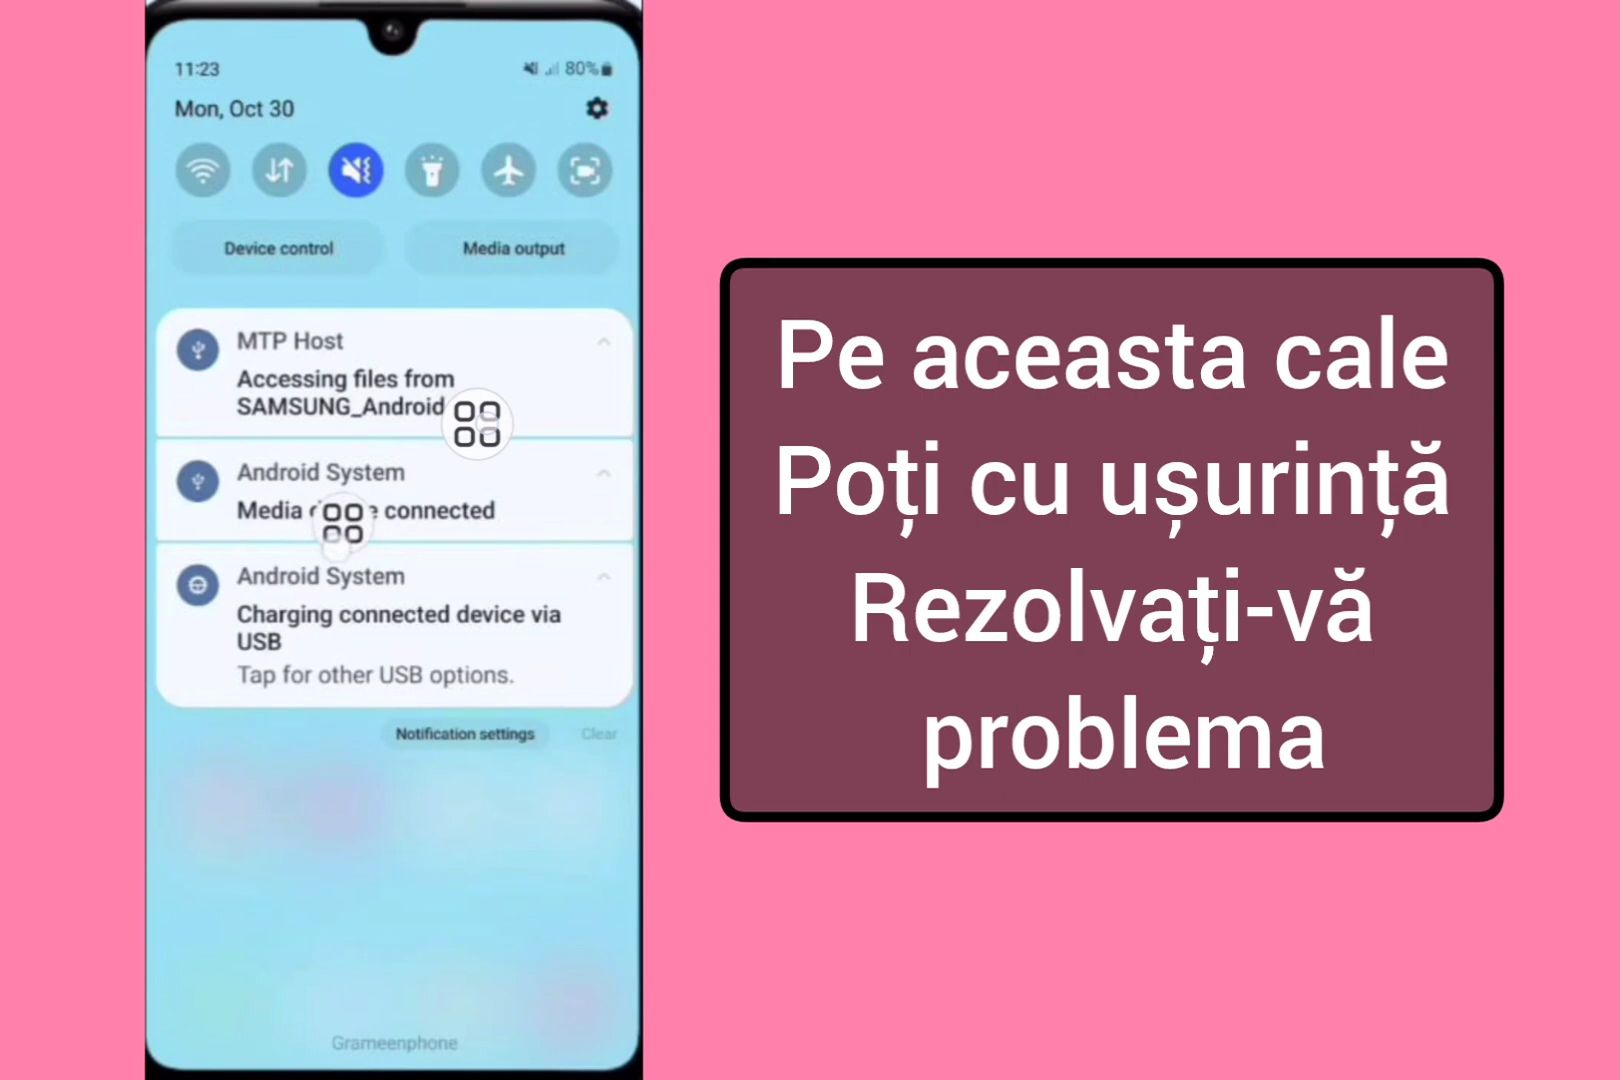 11:23
80%
Mon, Oct 30
Device control
Media output
MTP Host
Accessing files from
SAMSUNG_Android
Android System
Media connected
Android System
Charging connected device via
USB
Tap for other USB options.
Notification settings
Clear
Grameenphone
Pe aceasta cale
Poți cu ușurință
Rezolvați-vă
problema